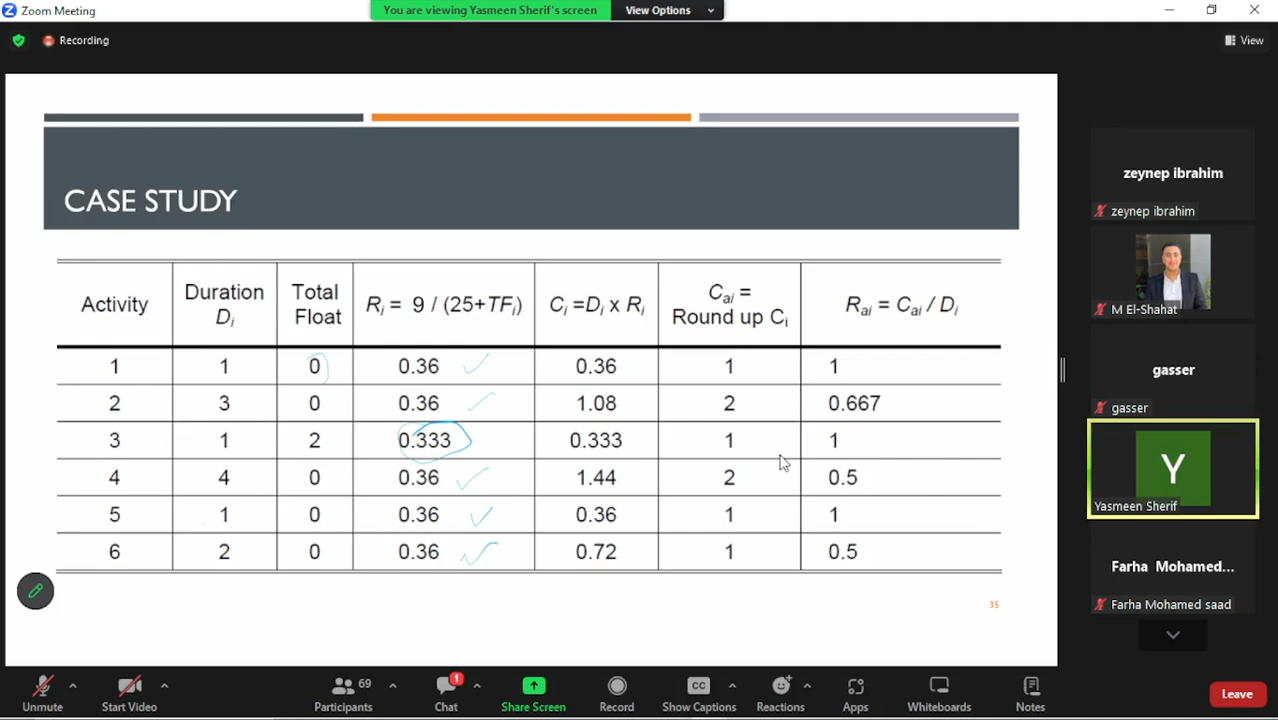 Zoom Meeting
You are viewing Yasmeen Sherif's screen
View Options
Recording
View
CASE STUDY
Activity Duration Di Total Float Ri = 9 / (25+TFi) Ci =Di x Ri Cai = Round up Ci Rai = Cai / Di
1 1 0 0.36 0.36 1 1
2 3 0 0.36 1.08 2 0.667
3 1 2 0.333 0.333 1 1
4 4 0 0.36 1.44 2 0.5
5 1 0 0.36 0.36 1 1
6 2 0 0.36 0.72 1 0.5
35
zeynep ibrahim
zeynep ibrahim
M El-Shahat
gasser
gasser
Y
Yasmeen Sherif
Farha Mohamed...
Farha Mohamed saad
Unmute
Start Video
69
Participants
1
Chat
Share Screen
Record
CC
Show Captions
Reactions
Apps
Whiteboards
Notes
Leave